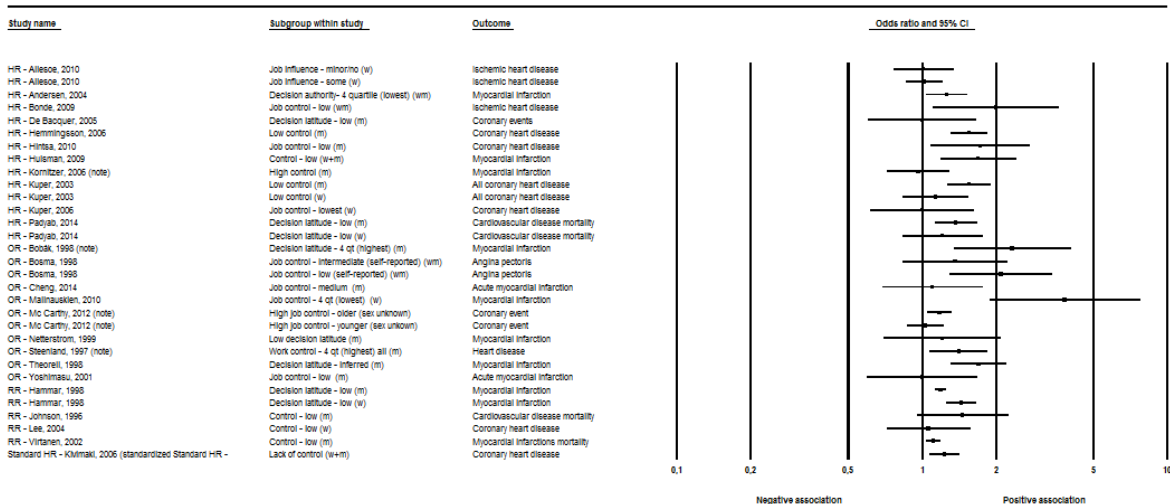 Study name Subgroup within study Outcome Odds ratio and 95% CI
HR - Allesoe, 2010 Job influence - minor/no (w) Ischemic heart disease
HR - Allesoe, 2010 Job influence - some (w) Ischemic heart disease
HR - Andersen, 2004 Decision authority- 4 quartile (lowest) (wm) Myocardial infarction
HR - Bonde, 2009 Job control - low (wm) Ischemic heart disease
HR - De Bacquer, 2005 Decision latitude - low (m) Coronary events
HR - Hemmingsson, 2006 Low control (m) Coronary heart disease
HR - Hintsa, 2010 Job control - low (m) Coronary heart disease
HR - Huisman, 2009 Control - low (w+m) Myocardial infarction
HR - Kornitzer, 2006 (note) High control (m) Myocardial infarction
HR - Kuper, 2003 Low control (m) All coronary heart disease
HR - Kuper, 2003 Low control (w) All coronary heart disease
HR - Kuper, 2006 Job control - lowest (w) Coronary heart disease
HR - Padyab, 2014 Decision latitude - low (m) Cardiovascular disease mortality
HR - Padyab, 2014 Decision latitude - low (w) Cardiovascular disease mortality
OR - Bobák, 1998 (note) Decision latitude - 4 qt (highest) (m) Myocardial infarction
OR - Bosma, 1998 Job control - intermediate (self-reported) (wm) Angina pectoris
OR - Bosma, 1998 Job control - low (self-reported) (wm) Angina pectoris
OR - Cheng, 2014 Job control - medium (m) Acute myocardial infarction
OR - Malinauskien, 2010 Job control - 4 qt (lowest) (w) Myocardial infarction
OR - Mc Carthy, 2012 (note) High job control - older (sex unknown) Coronary event
OR - Mc Carthy, 2012 (note) High job control - younger (sex unkown) Coronary event
OR - Netterstrom, 1999 Low decision latitude (m) Myocardial infarction
OR - Steenland, 1997 (note) Work control - 4 qt (highest) all (m) Heart disease
OR - Theorell, 1998 Decision latitude - inferred (m) Myocardial infarction
OR - Yoshimasu, 2001 Job control - low (m) Acute myocardial infarction
RR - Hammar, 1998 Decision latitude - low (m) Myocardial infarction
RR - Hammar, 1998 Decision latitude - low (w) Myocardial infarction
RR - Johnson, 1996 Control - low (m) Cardiovascular disease mortality
RR - Lee, 2004 Control - low (w) Coronary heart disease
RR - Virtanen, 2002 Control - low (m) Myocardial infarctions mortality
Standard HR - Kivimaki, 2006 (standardized Standard HR - Lack of control (w+m) Coronary heart disease
0,1 0,2 0,5 1 2 5 10
Negative association Positive association